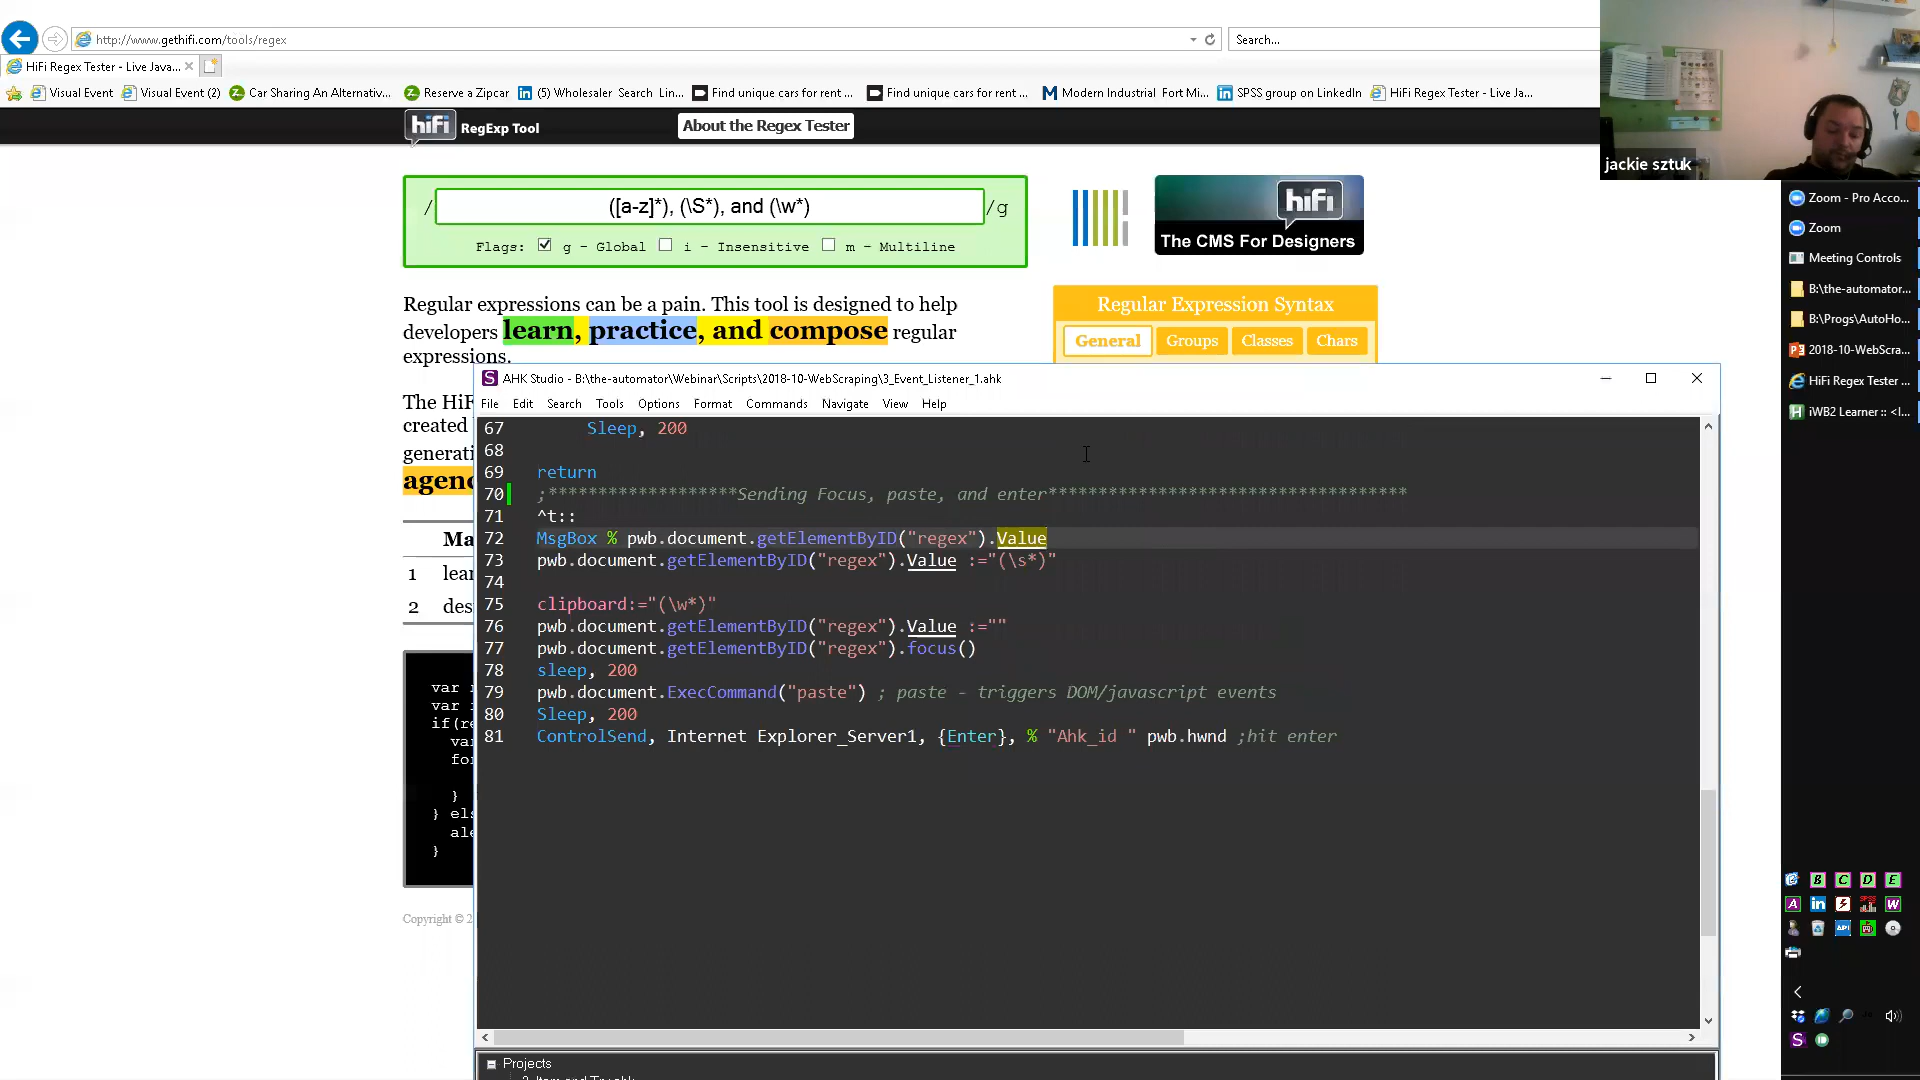 http://www.gethifi.com/tools/regex
Search...
HiFi Regex Tester - Live Java...
Visual Event
Visual Event (2)
Car Sharing An Alternativ...
Reserve a Zipcar
(5) Wholesaler Search Lin...
Find unique cars for rent ...
Find unique cars for rent ...
Modern Industrial Fort Mi...
SPSS group on LinkedIn
HiFi Regex Tester - Live Ja...
hiFi RegExp Tool
About the Regex Tester
jackie sztuk
/ ([a-z]*), (\S*), and (\w*) /g
Flags: g - Global i - Insensitive m - Multiline
hiFi
The CMS For Designers
Regular expressions can be a pain. This tool is designed to help
developers learn, practice, and compose regular
expressions.
Regular Expression Syntax
General Groups Classes Chars
The HiF
created
generati
agenc
Ma
1 lear
2 des
var
var
if(re
var
for
}
} els
ale
}
Copyright © 2
AHK Studio - B:\the-automator\Webinar\Scripts\2018-10-WebScraping\3_Event_Listener_1.ahk
File Edit Search Tools Options Format Commands Navigate View Help
67 Sleep, 200
68
69 return
70 ;*******************Sending Focus, paste, and enter************************************
71 ^t::
72 MsgBox % pwb.document.getElementByID("regex").Value
73 pwb.document.getElementByID("regex").Value :="(\s*)"
74
75 clipboard:="(\w*)"
76 pwb.document.getElementByID("regex").Value :=""
77 pwb.document.getElementByID("regex").focus()
78 sleep, 200
79 pwb.document.ExecCommand("paste") ; paste - triggers DOM/javascript events
80 Sleep, 200
81 ControlSend, Internet Explorer_Server1, {Enter}, % "Ahk_id " pwb.hwnd ;hit enter
Projects
Zoom - Pro Acco...
Zoom
Meeting Controls
B:\the-automator...
B:\Progs\AutoHo...
2018-10-WebScra...
HiFi Regex Tester ...
iWB2 Learner :: <I...
B C D E
A in SPSS W
API
S